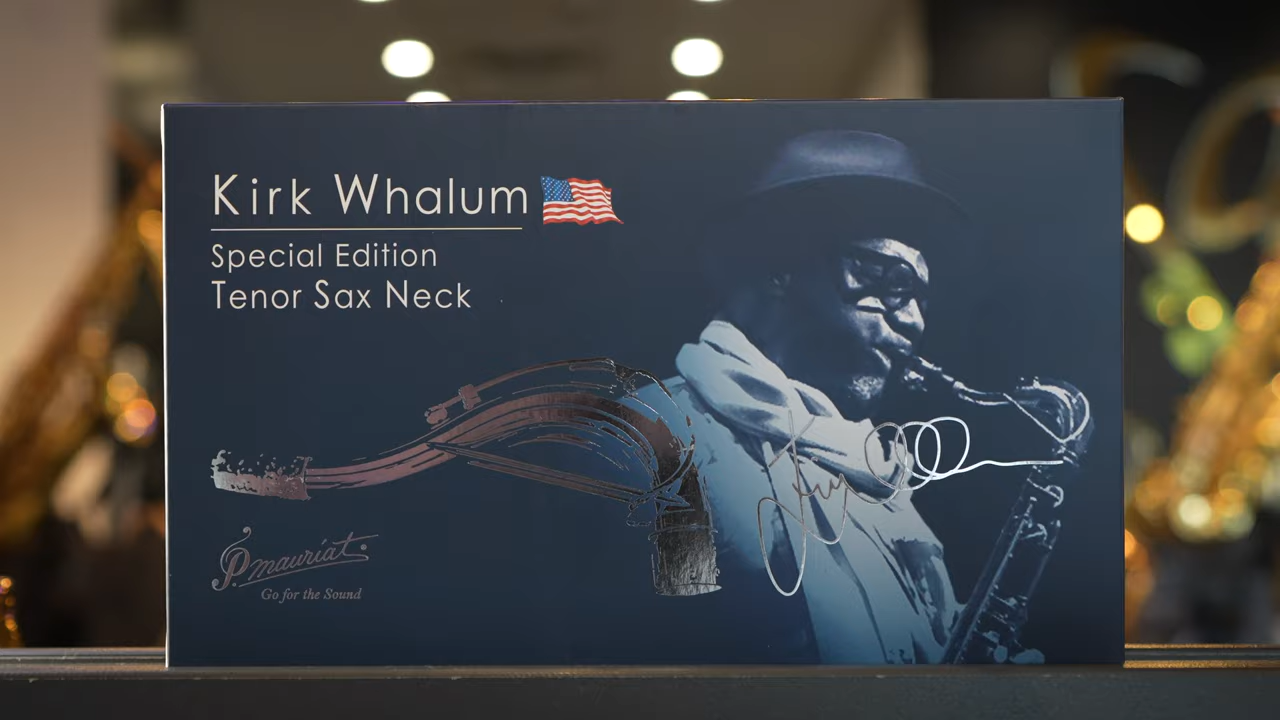 Kirk Whalum
Special Edition
Tenor Sax Neck
P. mauriat
Go for the Sound